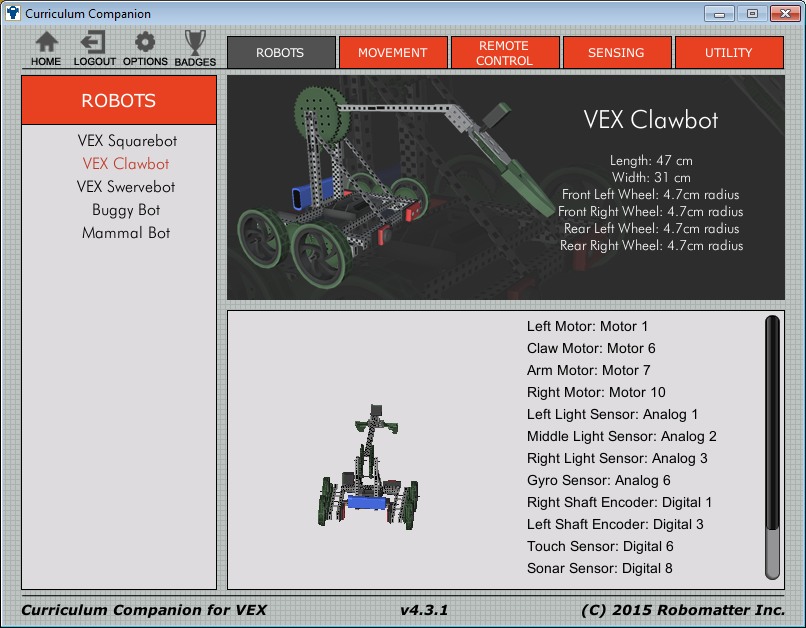 Curriculum Companion
HOME
LOGOUT
OPTIONS
BADGES
ROBOTS
MOVEMENT
REMOTE
CONTROL
SENSING
UTILITY
ROBOTS
VEX Squarebot
VEX Clawbot
VEX Swervebot
Buggy Bot
Mammal Bot
VEX Clawbot
Length: 47 cm
Width: 31 cm
Front Left Wheel: 4.7cm radius
Front Right Wheel: 4.7cm radius
Rear Left Wheel: 4.7cm radius
Rear Right Wheel: 4.7cm radius
Left Motor: Motor 1
Claw Motor: Motor 6
Arm Motor: Motor 7
Right Motor: Motor 10
Left Light Sensor: Analog 1
Middle Light Sensor: Analog 2
Right Light Sensor: Analog 3
Gyro Sensor: Analog 6
Right Shaft Encoder: Digital 1
Left Shaft Encoder: Digital 3
Touch Sensor: Digital 6
Sonar Sensor: Digital 8
Curriculum Companion for VEX
v4.3.1
(C) 2015 Robomatter Inc.